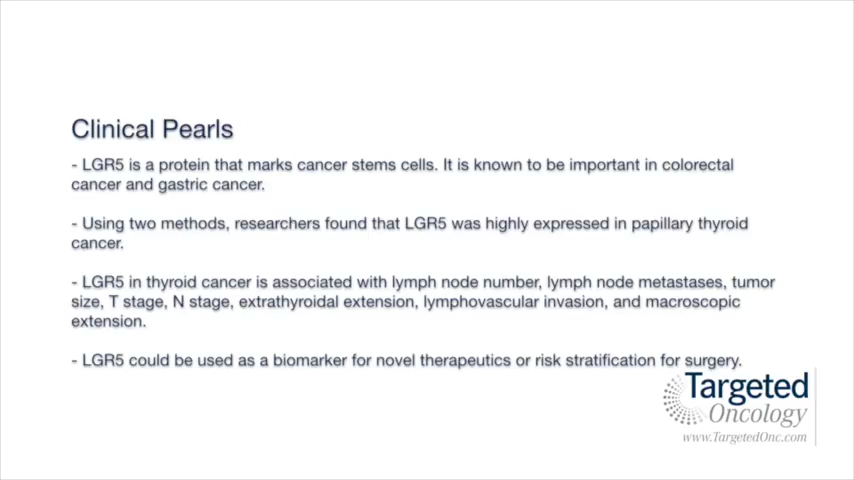 Clinical Pearls
- LGR5 is a protein that marks cancer stems cells. It is known to be important in colorectal
cancer and gastric cancer.
- Using two methods, researchers found that LGR5 was highly expressed in papillary thyroid
cancer.
- LGR5 in thyroid cancer is associated with lymph node number, lymph node metastases, tumor
size, T stage, N stage, extrathyroidal extension, lymphovascular invasion, and macroscopic
extension.
- LGR5 could be used as a biomarker for novel therapeutics or risk stratification for surgery.
Targeted
Oncology
www.TargetedOnc.com